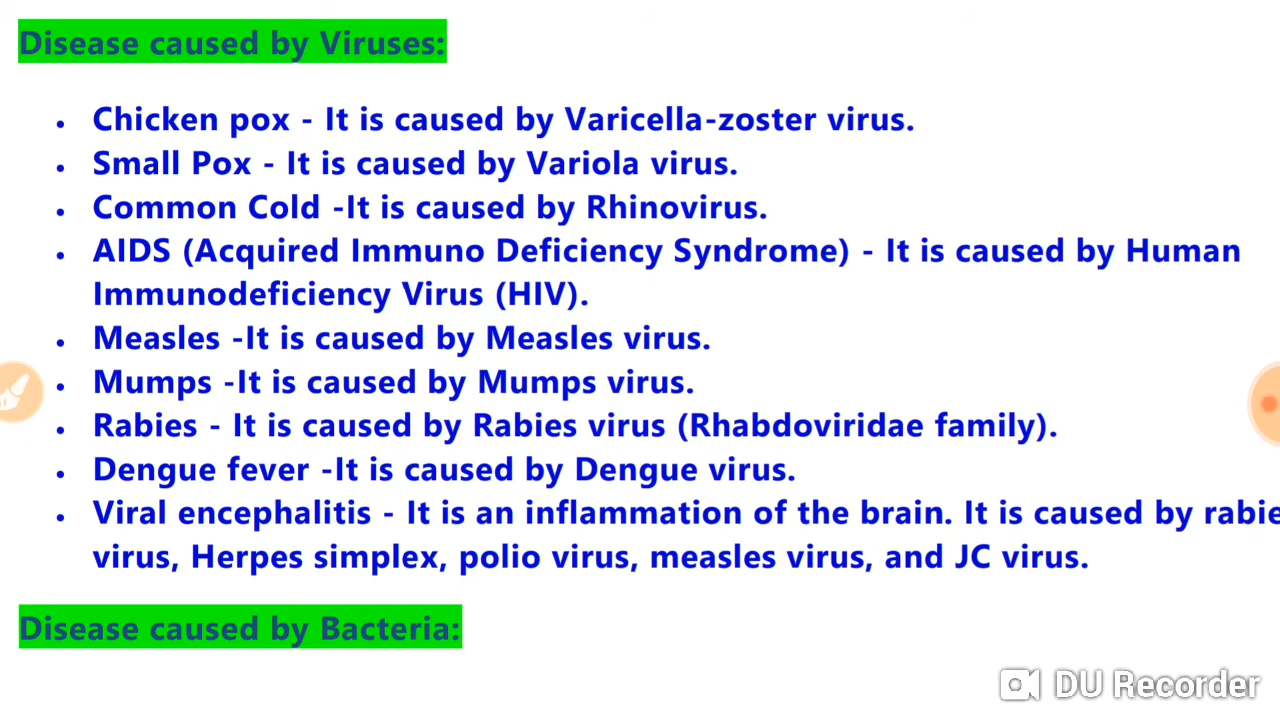 Disease caused by Viruses:
• Chicken pox - It is caused by Varicella-zoster virus.
• Small Pox - It is caused by Variola virus.
• Common Cold -It is caused by Rhinovirus.
• AIDS (Acquired Immuno Deficiency Syndrome) - It is caused by Human
Immunodeficiency Virus (HIV).
• Measles -It is caused by Measles virus.
• Mumps -It is caused by Mumps virus.
• Rabies - It is caused by Rabies virus (Rhabdoviridae family).
• Dengue fever -It is caused by Dengue virus.
• Viral encephalitis - It is an inflammation of the brain. It is caused by rabie
virus, Herpes simplex, polio virus, measles virus, and JC virus.
Disease caused by Bacteria:
DU Recorder